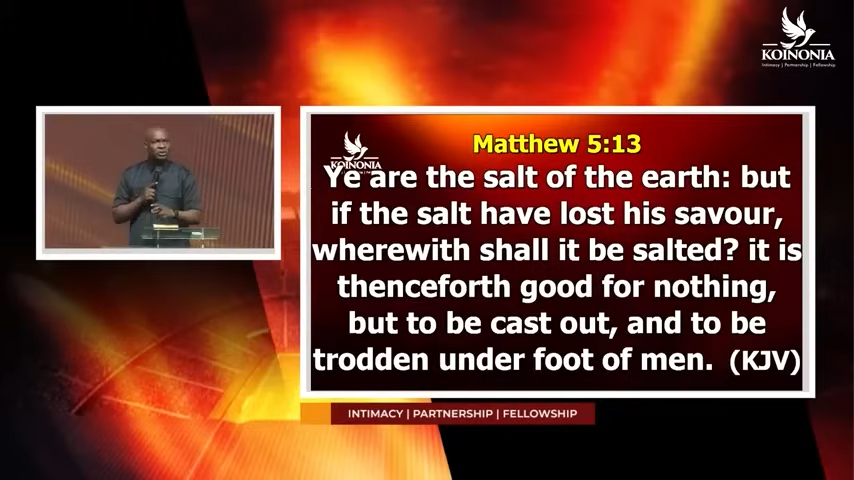 KOINONIA
Intimacy | Partnership | Fellowship
Matthew 5:13
KOINONIA
Ye are the salt of the earth: but
if the salt have lost his savour,
wherewith shall it be salted? it is
thenceforth good for nothing,
but to be cast out, and to be
trodden under foot of men. (KJV)
INTIMACY | PARTNERSHIP | FELLOWSHIP